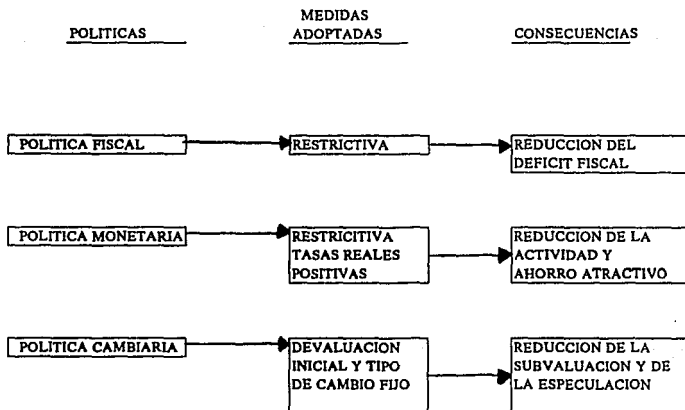 POLITICAS
MEDIDAS
ADOPTADAS
CONSECUENCIAS
POLITICA FISCAL
RESTRICTIVA
REDUCCION DEL
DEFICIT FISCAL
POLITICA MONETARIA
RESTRICITIVA
TASAS REALES
POSITIVAS
REDUCCION DE LA
ACTIVIDAD Y
AHORRO ATRACTIVO
POLITICA CAMBIARIA
DEVALUACION
INICIAL Y TIPO
DE CAMBIO FIJO
REDUCCION DE LA
SUBVALUACION Y DE
LA ESPECULACION